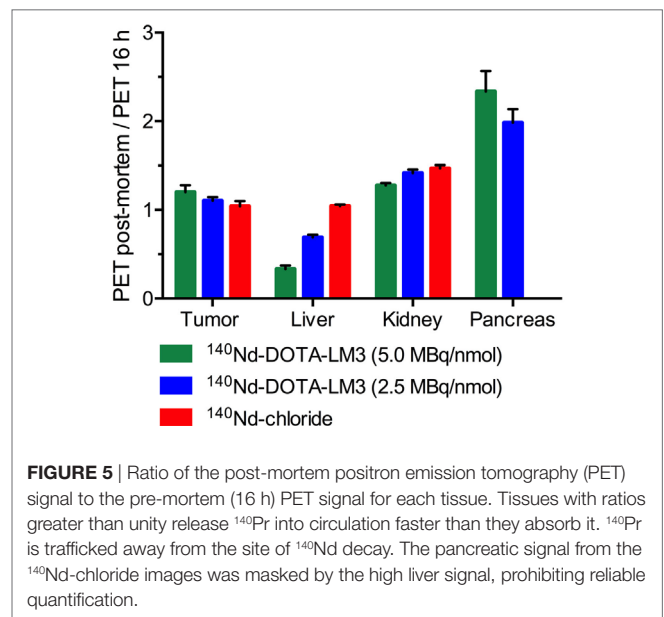 PET post-mortem / PET 16 h
3
2
1
0
Tumor Liver Kidney Pancreas
¹⁴⁰Nd-DOTA-LM3 (5.0 MBq/nmol)
¹⁴⁰Nd-DOTA-LM3 (2.5 MBq/nmol)
¹⁴⁰Nd-chloride
FIGURE 5 | Ratio of the post-mortem positron emission tomography (PET)
signal to the pre-mortem (16 h) PET signal for each tissue. Tissues with ratios
greater than unity release ¹⁴⁰Pr into circulation faster than they absorb it. ¹⁴⁰Pr
is trafficked away from the site of ¹⁴⁰Nd decay. The pancreatic signal from the
¹⁴⁰Nd-chloride images was masked by the high liver signal, prohibiting reliable
quantification.